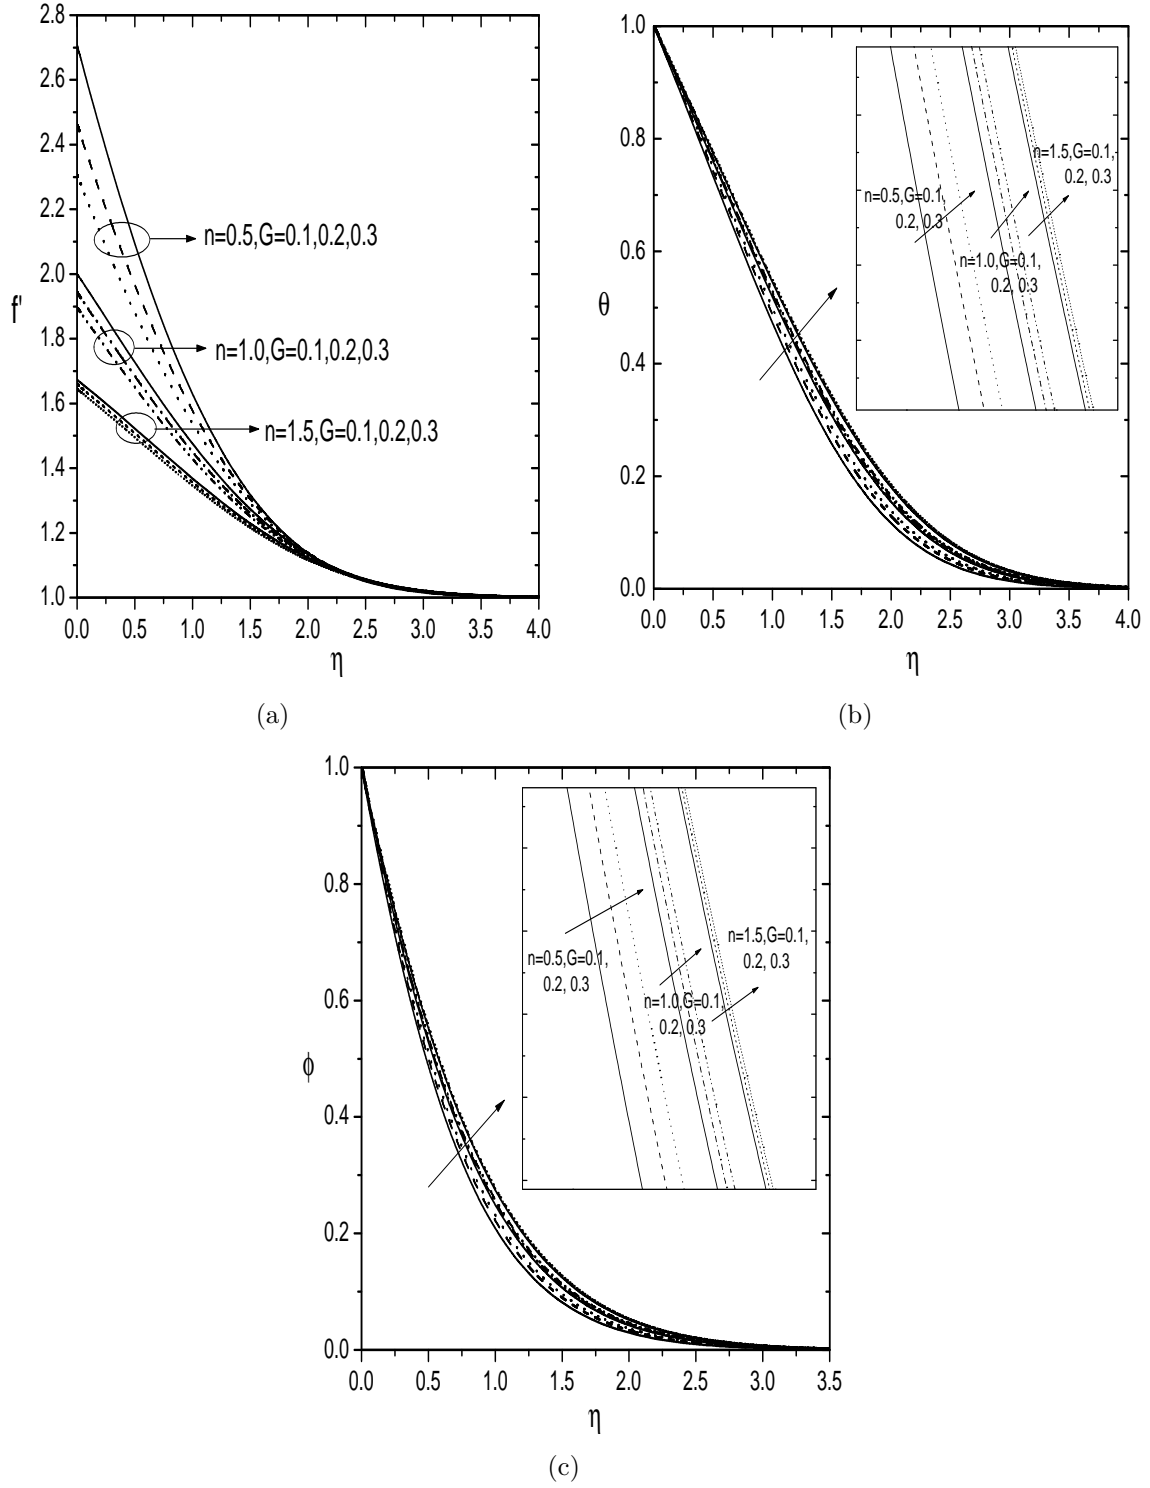 2.8
2.6
2.4
2.2
2.0
1.8
1.6
1.4
1.2
1.0
f'
n=0.5,G=0.1,0.2,0.3
n=1.0,G=0.1,0.2,0.3
n=1.5,G=0.1,0.2,0.3
0.0 0.5 1.0 1.5 2.0 2.5 3.0 3.5 4.0
η
(a)
1.0
0.8
0.6
0.4
0.2
0.0
θ
n=1.5,G=0.1,
0.2, 0.3
n=0.5,G=0.1,
0.2, 0.3
n=1.0,G=0.1,
0.2, 0.3
0.0 0.5 1.0 1.5 2.0 2.5 3.0 3.5 4.0
η
(b)
1.0
0.8
0.6
0.4
0.2
0.0
ϕ
n=1.5,G=0.1,
0.2, 0.3
n=0.5,G=0.1,
0.2, 0.3
n=1.0,G=0.1,
0.2, 0.3
0.0 0.5 1.0 1.5 2.0 2.5 3.0 3.5
η
(c)